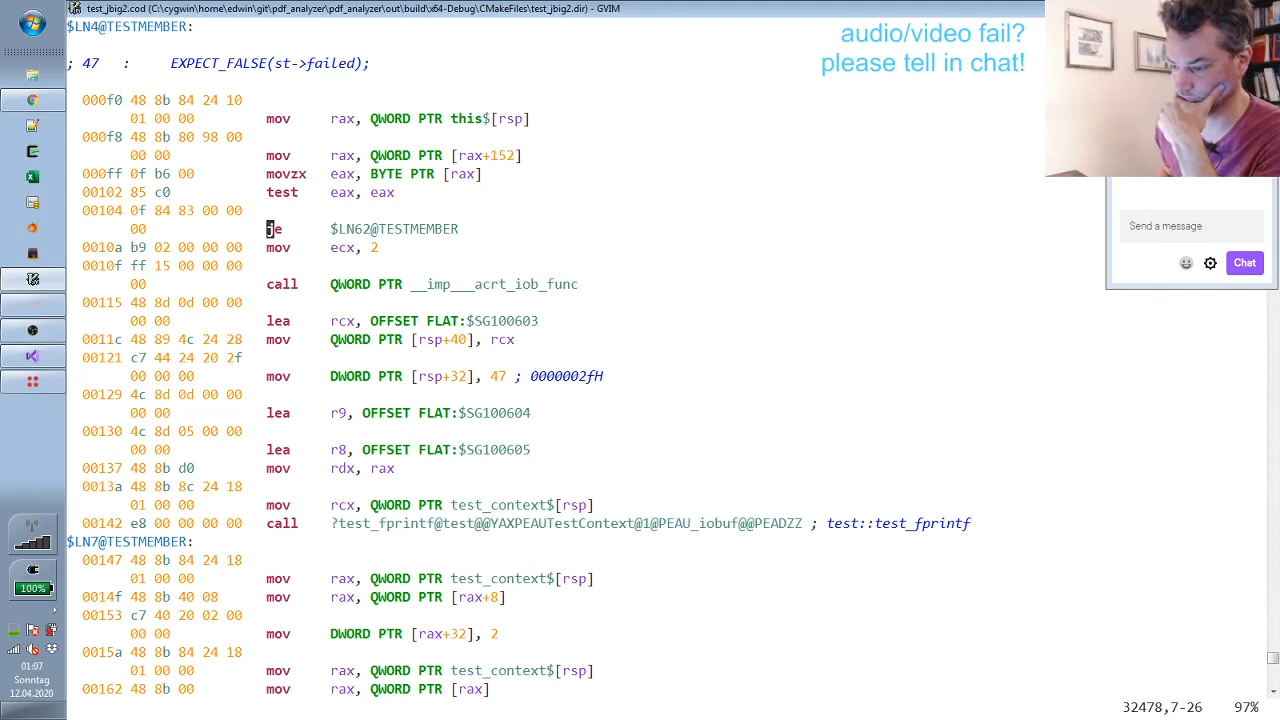 test_jbig2.cod (C:\cygwin\home\edwin\git\pdf_analyzer\pdf_analyzer\out\build\x64-Debug\CMakeFiles\test_jbig2.dir) - GVIM
$LN4@TESTMEMBER:
audio/video fail?
please tell in chat!
; 47 : EXPECT_FALSE(st->failed);
000f0 48 8b 84 24 10
01 00 00 mov rax, QWORD PTR this$[rsp]
000f8 48 8b 80 98 00
00 00 mov rax, QWORD PTR [rax+152]
000ff 0f b6 00 movzx eax, BYTE PTR [rax]
00102 85 c0 test eax, eax
00104 0f 84 83 00 00
00 je $LN62@TESTMEMBER
0010a b9 02 00 00 00 mov ecx, 2
0010f ff 15 00 00 00
00 call QWORD PTR __imp___acrt_iob_func
00115 48 8d 0d 00 00
00 00 lea rcx, OFFSET FLAT:$SG100603
0011c 48 89 4c 24 28 mov QWORD PTR [rsp+40], rcx
00121 c7 44 24 20 2f
00 00 00 mov DWORD PTR [rsp+32], 47 ; 0000002fH
00129 4c 8d 0d 00 00
00 00 lea r9, OFFSET FLAT:$SG100604
00130 4c 8d 05 00 00
00 00 lea r8, OFFSET FLAT:$SG100605
00137 48 8b d0 mov rdx, rax
0013a 48 8b 8c 24 18
01 00 00 mov rcx, QWORD PTR test_context$[rsp]
00142 e8 00 00 00 00 call ?test_fprintf@test@@YAXPEAUTestContext@1@PEAU_iobuf@@PEADZZ ; test::test_fprintf
$LN7@TESTMEMBER:
00147 48 8b 84 24 18
01 00 00 mov rax, QWORD PTR test_context$[rsp]
0014f 48 8b 40 08 mov rax, QWORD PTR [rax+8]
00153 c7 40 20 02 00
00 00 mov DWORD PTR [rax+32], 2
0015a 48 8b 84 24 18
01 00 00 mov rax, QWORD PTR test_context$[rsp]
00162 48 8b 00 mov rax, QWORD PTR [rax]
32478,7-26 97%
Send a message
Chat
100%
01:07
Sonntag
12.04.2020